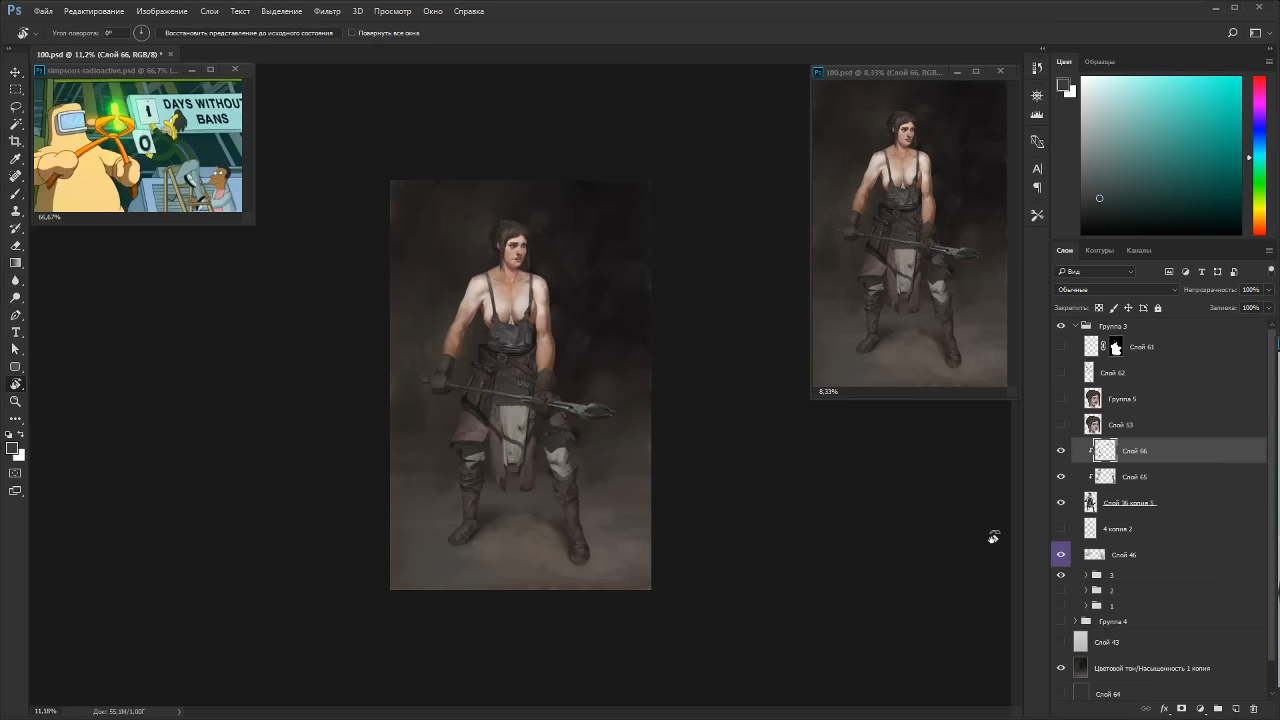 Ps Файл Редактирование Изображение Слои Текст Выделение Фильтр 3D Просмотр Окно Справка
Угол поворота: 0° Восстановить представление до исходного состояния Повернуть все окна
100.psd @ 11,2% (Слой 66, RGB/8) *
simpsons-radioactive.psd @ 66,7% (...
DAYS WITHOUT
BANS
0
66,67%
100.psd @ 8,33% (Слой 66, RGB...
8,33%
Цвет Образцы
Слои Контуры Каналы
Вид
Обычные Непрозрачность: 100%
Закрепить: Заливка: 100%
Группа 3
Слой 61
Слой 62
Группа 5
Слой 53
Слой 66
Слой 65
Слой 36 копия 5
4 копия 2
Слой 46
3
2
1
Группа 4
Слой 43
Цветовой тон/Насыщенность 1 копия
Слой 64
11,18% Док: 55,1M/1,00Г